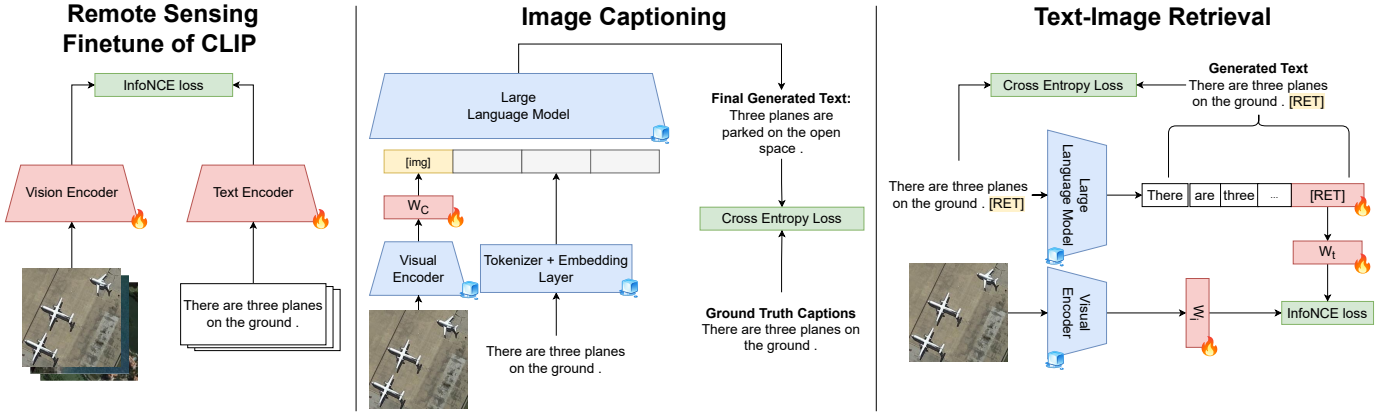 Remote Sensing
Finetune of CLIP
InfoNCE loss
Vision Encoder
Text Encoder
There are three planes
on the ground .
Image Captioning
Large
Language Model
[img]
W_C
Visual
Encoder
Tokenizer + Embedding
Layer
There are three planes
on the ground .
Final Generated Text:
Three planes are
parked on the open
space .
Cross Entropy Loss
Ground Truth Captions
There are three planes on
the ground .
Text-Image Retrieval
Generated Text
There are three planes
on the ground . [RET]
Cross Entropy Loss
There are three planes
on the ground . [RET]
Large
Language Model
There are three ... [RET]
W_t
Visual
Encoder
W_i
InfoNCE loss